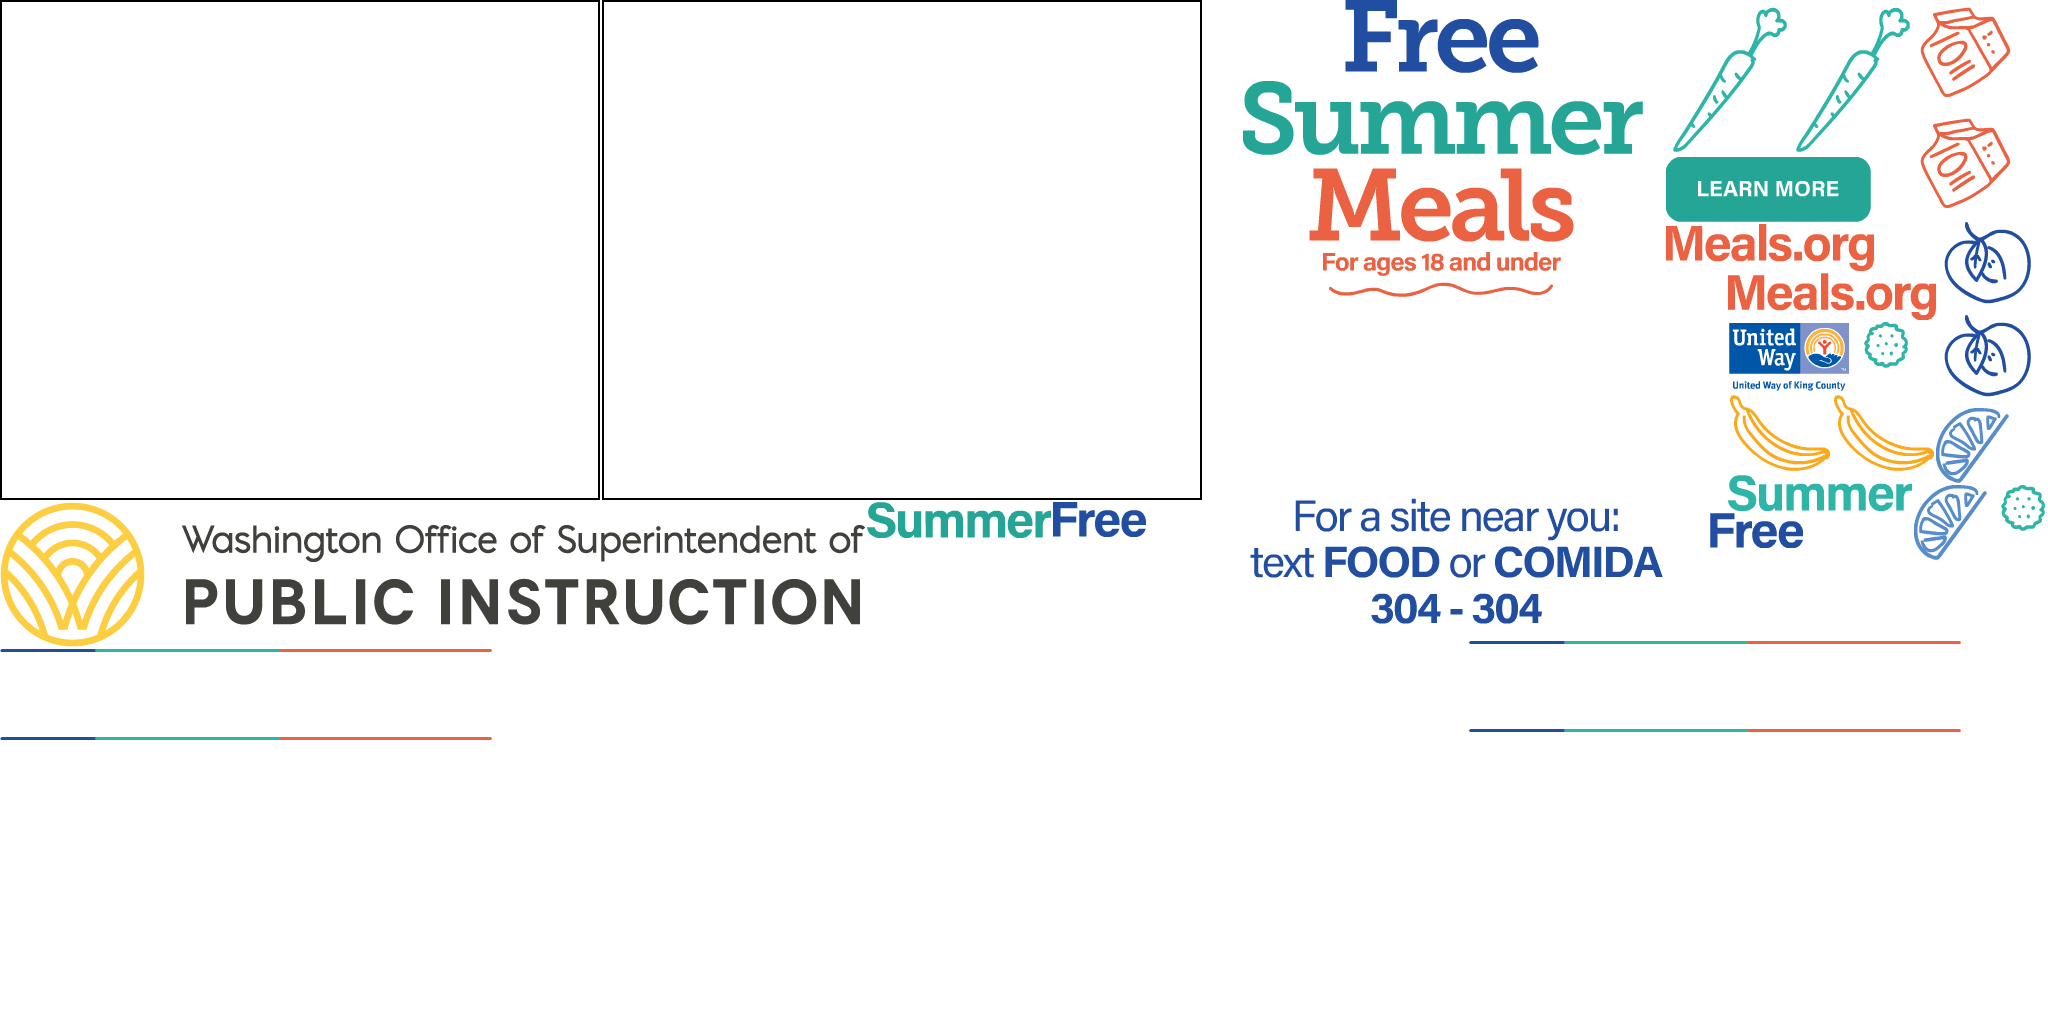 Free
Summer
Meals
For ages 18 and under
LEARN MORE
Meals.org
Meals.org
United
Way
United Way of King County
Summer
Free
Washington Office of Superintendent of
PUBLIC INSTRUCTION
SummerFree
For a site near you:
text FOOD or COMIDA
304 - 304